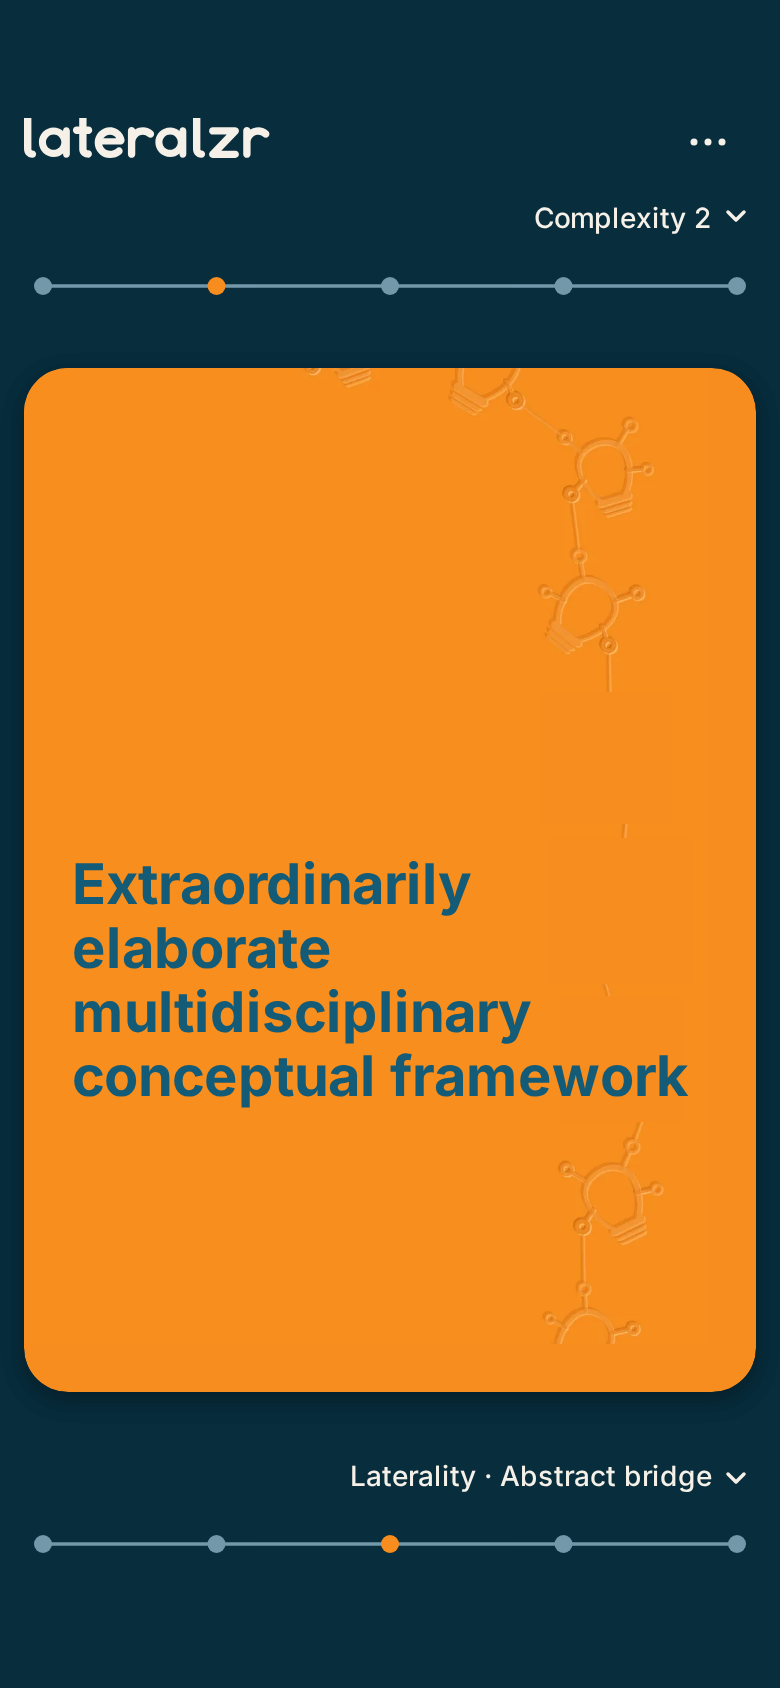 lateralzr
Complexity 2
Extraordinarily
elaborate
multidisciplinary
conceptual framework
Laterality · Abstract bridge